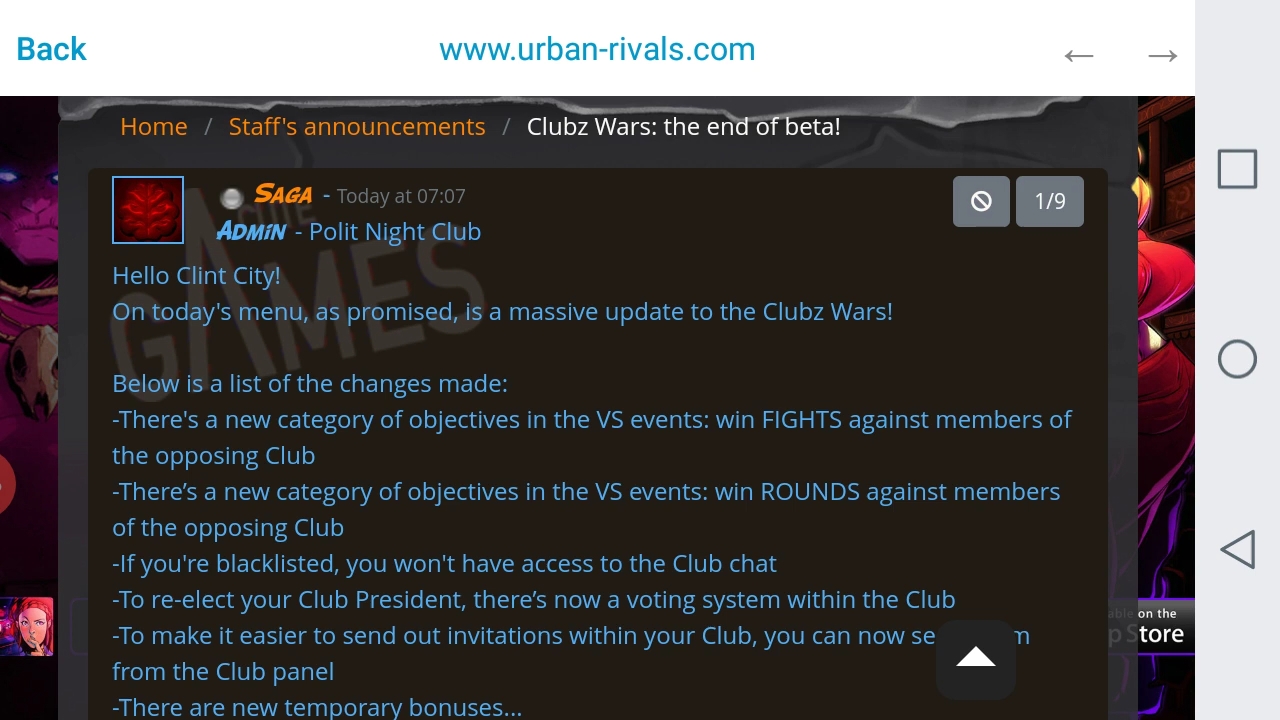 Back
www.urban-rivals.com
← →
Home / Staff's announcements / Clubz Wars: the end of beta!
SAGA - Today at 07:07
1/9
ADMIN - Polit Night Club
GAMES
Hello Clint City!
On today's menu, as promised, is a massive update to the Clubz Wars!
Below is a list of the changes made:
-There's a new category of objectives in the VS events: win FIGHTS against members of
the opposing Club
-There’s a new category of objectives in the VS events: win ROUNDS against members
of the opposing Club
-If you're blacklisted, you won't have access to the Club chat
-To re-elect your Club President, there’s now a voting system within the Club
-To make it easier to send out invitations within your Club, you can now
from the Club panel
-There are new temporary bonuses...
on the
Store